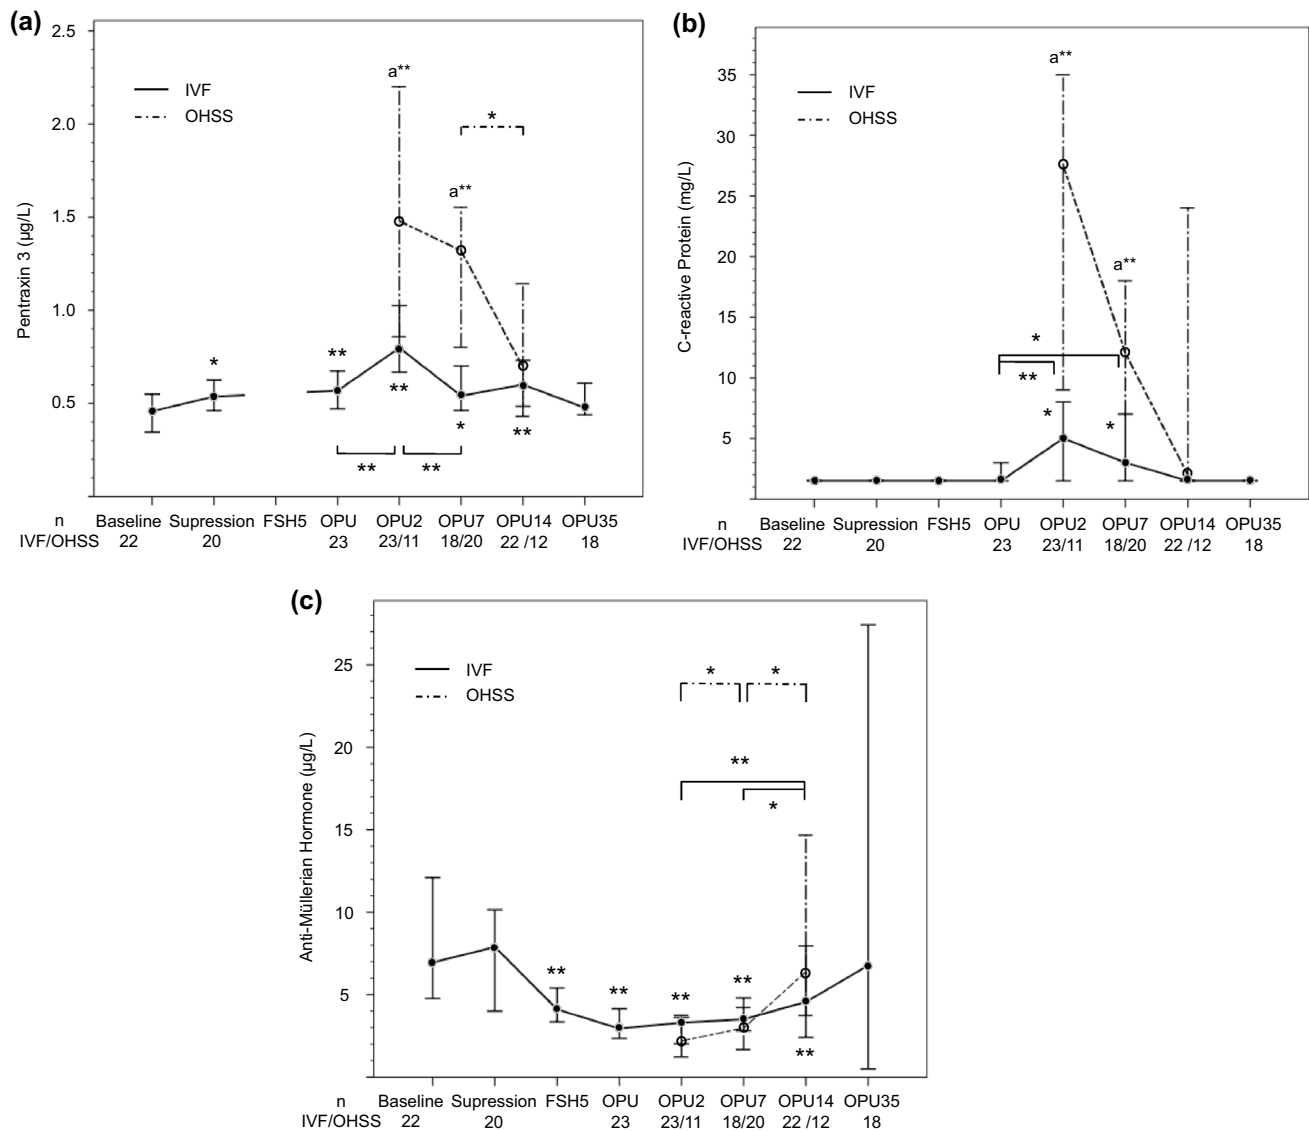 (a)
2.5
2.0
1.5
1.0
0.5
0
Pentraxin 3 (µg/L)
IVF
OHSS
a**
*
a**
*
**
**
*
**
**
**
n Baseline Supression FSH5 OPU OPU2 OPU7 OPU14 OPU35
IVF/OHSS 22 20 23 23/11 18/20 22 /12 18
(b)
35
30
25
20
15
10
5
C-reactive Protein (mg/L)
IVF
OHSS
a**
a**
*
**
*
*
n Baseline Supression FSH5 OPU OPU2 OPU7 OPU14 OPU35
IVF/OHSS 22 20 23 23/11 18/20 22 /12 18
(c)
25
20
15
10
5
Anti-Müllerian Hormone (µg/L)
IVF
OHSS
* *
**
*
**
**
**
**
**
n Baseline Supression FSH5 OPU OPU2 OPU7 OPU14 OPU35
IVF/OHSS 22 20 23 23/11 18/20 22 /12 18